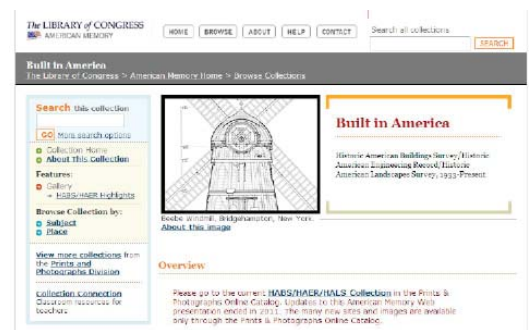 The LIBRARY of CONGRESS
AMERICAN MEMORY
HOME BROWSE ABOUT HELP CONTACT
Search all collections
SEARCH
Built in America
The Library of Congress > American Memory Home > Browse Collections
Search this collection
GO More search options
Collection Home
About This Collection
Features:
Gallery
HABS/HAER Highlights
Browse Collection by:
Subject
Place
View more collections from
the Prints and
Photographs Division
Collection Connection
Classroom resources for
teachers
Beebe Windmill, Bridgehampton, New York.
About this image
Built in America
Historic American Buildings Survey/Historic
American Engineering Record/Historic
American Landscapes Survey, 1933-Present
Overview
Please go to the current HABS/HAER/HALS Collection in the Prints &
Photographs Online Catalog. Updates to this American Memory Web
presentation ended in 2011. The many new sites and images are available
only through the Prints & Photographs Online Catalog.